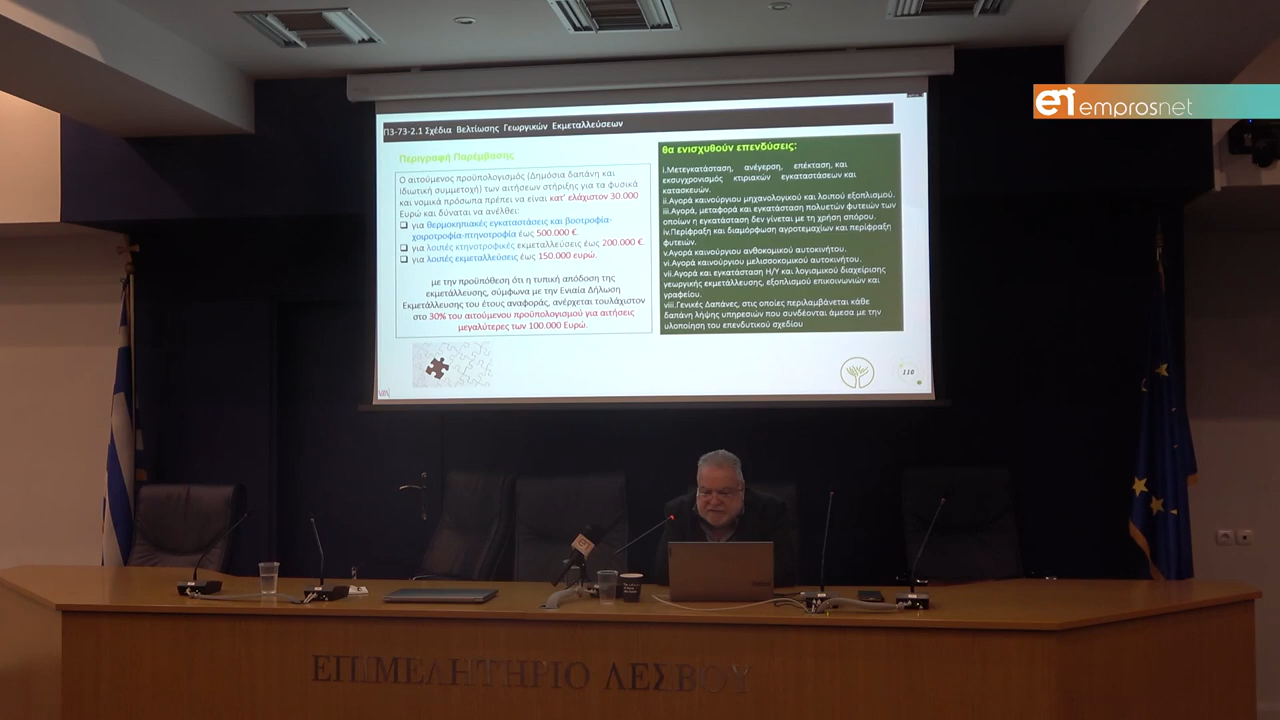 en emprosnet
Π3-73-2.1 Σχέδια Βελτίωσης Γεωργικών Εκμεταλλεύσεων
Περιγραφή Παρέμβασης
Ο αιτούμενος προϋπολογισμός (Δημόσια δαπάνη και
Ιδιωτική συμμετοχή) των αιτήσεων στήριξης για τα φυσικά
και νομικά πρόσωπα πρέπει να είναι κατ' ελάχιστον 30.000
Ευρώ και δύναται να ανέλθει:
για θερμοκηπιακές εγκαταστάσεις και βοοτροφία-
χοιροτροφία-πτηνοτροφία έως 500.000 €.
για λοιπές κτηνοτροφικές εκμεταλλεύσεις έως 200.000 €.
για λοιπές εκμεταλλεύσεις έως 150.000 ευρώ.
με την προϋπόθεση ότι η τυπική απόδοση της
εκμετάλλευσης, σύμφωνα με την Ενιαία Δήλωση
Εκμετάλλευσης του έτους αναφοράς, ανέρχεται τουλάχιστον
στο 30% του αιτούμενου προϋπολογισμού για αιτήσεις
μεγαλύτερες των 100.000 Ευρώ.
θα ενισχυθούν επενδύσεις:
i.Μετεγκατάσταση, ανέγερση, επέκταση, και
εκσυγχρονισμός κτιριακών εγκαταστάσεων και
κατασκευών.
ii.Αγορά καινούργιου μηχανολογικού και λοιπού εξοπλισμού.
iii.Αγορά, μεταφορά και εγκατάσταση πολυετών φυτειών των
οποίων η εγκατάσταση δεν γίνεται με τη χρήση σπόρου.
iv.Περίφραξη και διαμόρφωση αγροτεμαχίων και περίφραξη
φυτειών.
v.Αγορά καινούργιου ανθοκομικού αυτοκινήτου.
vi.Αγορά καινούργιου μελισσοκομικού αυτοκινήτου.
vii.Αγορά και εγκατάσταση Η/Υ και λογισμικού διαχείρισης
γεωργικής εκμετάλλευση, εξοπλισμού επικοινωνιών και
γραφείου.
viii.Γενικές Δαπάνες, στις οποίες περιλαμβάνεται κάθε
δαπάνη λήψης υπηρεσιών που συνδέονται άμεσα με την
υλοποίηση του επενδυτικού σχεδίου
110
en
ΕΠΙΜΕΛΗΤΗΡΙΟ ΛΕΣΒΟΥ